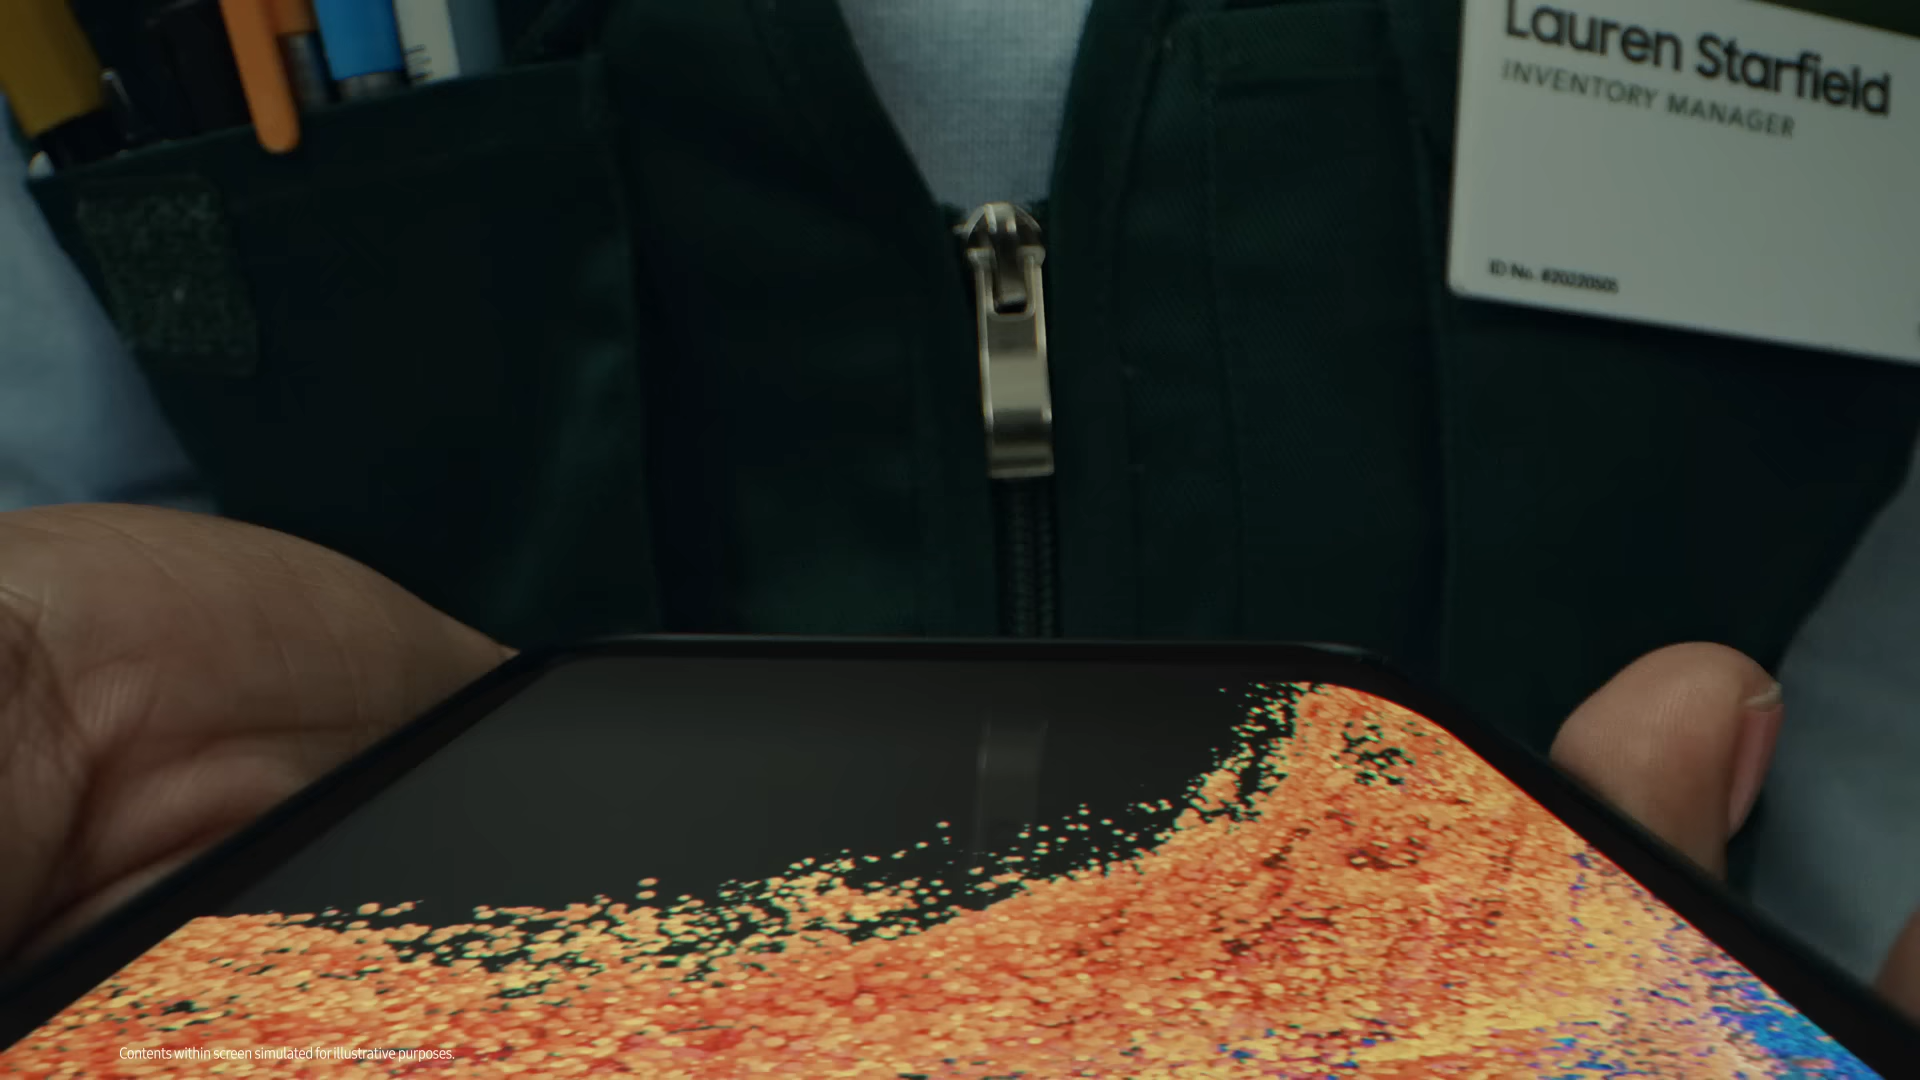 Lauren Starfield
INVENTORY MANAGER
ID No. #20220505
Contents within screen simulated for illustrative purposes.